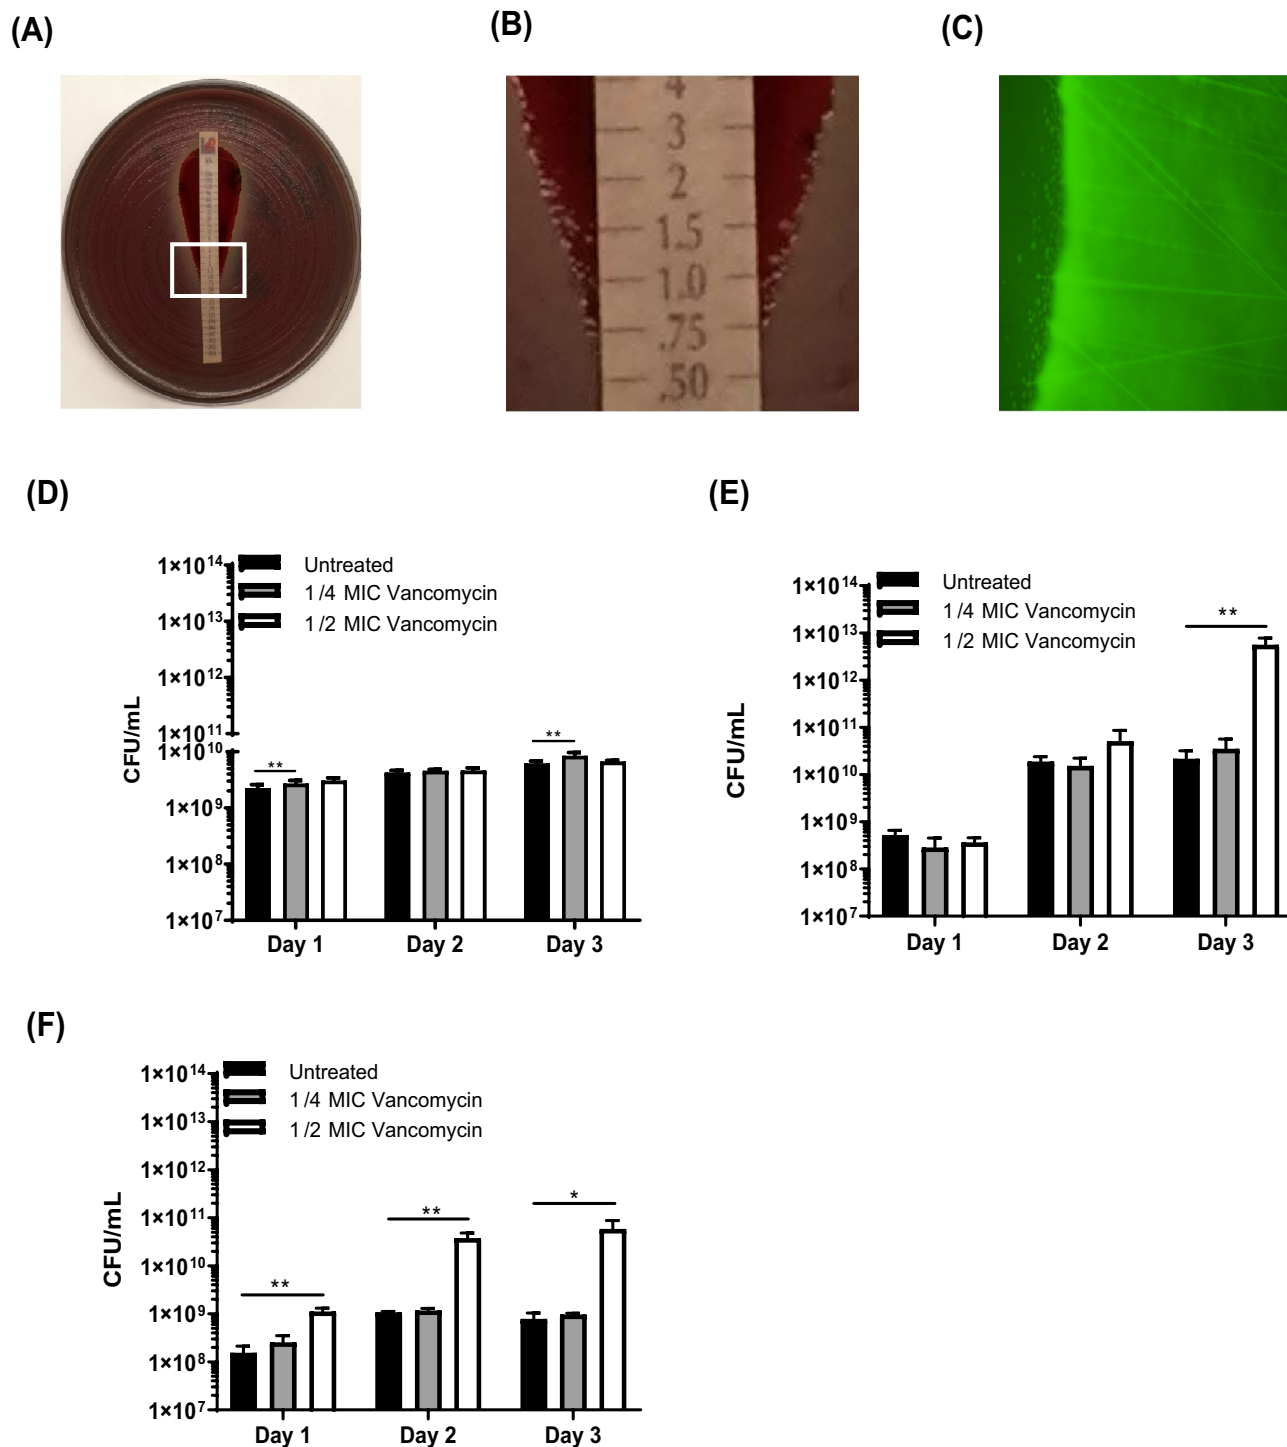 (A)
(B)
(C)
4
3
2
1.5
1.0
.75
.50
(D)
CFU/mL
1×10¹⁴
1×10¹³
1×10¹²
1×10¹¹
1×10¹⁰
1×10⁹
1×10⁸
1×10⁷
Untreated
1/4 MIC Vancomycin
1/2 MIC Vancomycin
**
**
Day 1 Day 2 Day 3
(E)
CFU/mL
1×10¹⁴
1×10¹³
1×10¹²
1×10¹¹
1×10¹⁰
1×10⁹
1×10⁸
1×10⁷
Untreated
1/4 MIC Vancomycin
1/2 MIC Vancomycin
**
Day 1 Day 2 Day 3
(F)
CFU/mL
1×10¹⁴
1×10¹³
1×10¹²
1×10¹¹
1×10¹⁰
1×10⁹
1×10⁸
1×10⁷
Untreated
1/4 MIC Vancomycin
1/2 MIC Vancomycin
**
**
*
Day 1 Day 2 Day 3